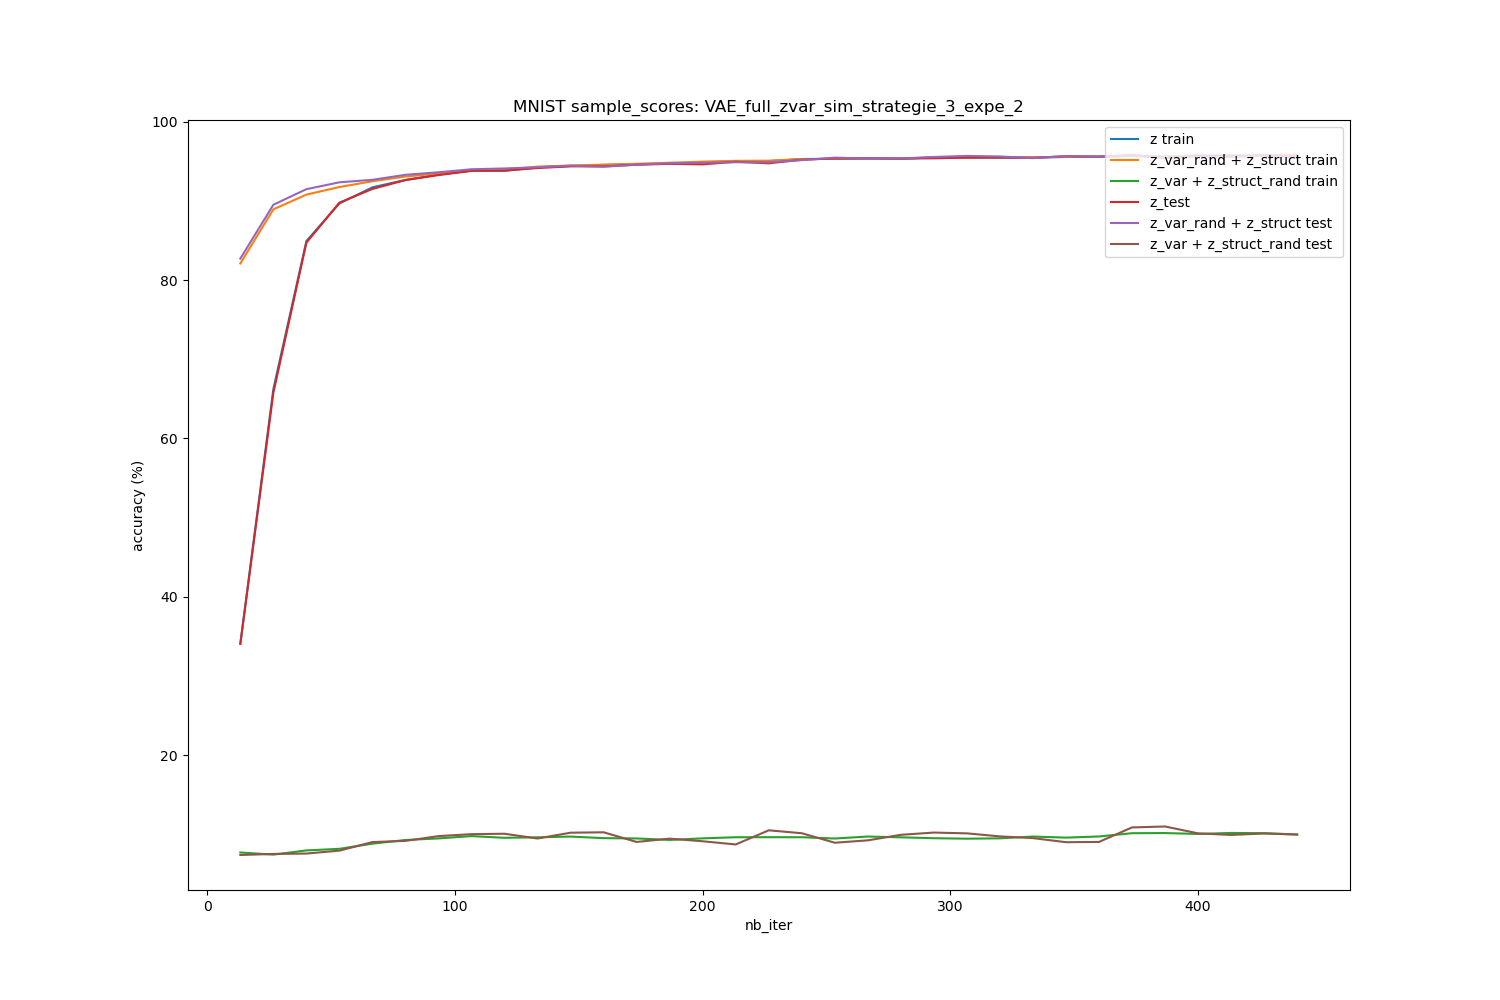 MNIST sample_scores: VAE_full_zvar_sim_strategie_3_expe_2
100
80
60
40
20
accuracy (%)
z train
z_var_rand + z_struct train
z_var + z_struct_rand train
z_test
z_var_rand + z_struct test
z_var + z_struct_rand test
0
100
200
300
400
nb_iter